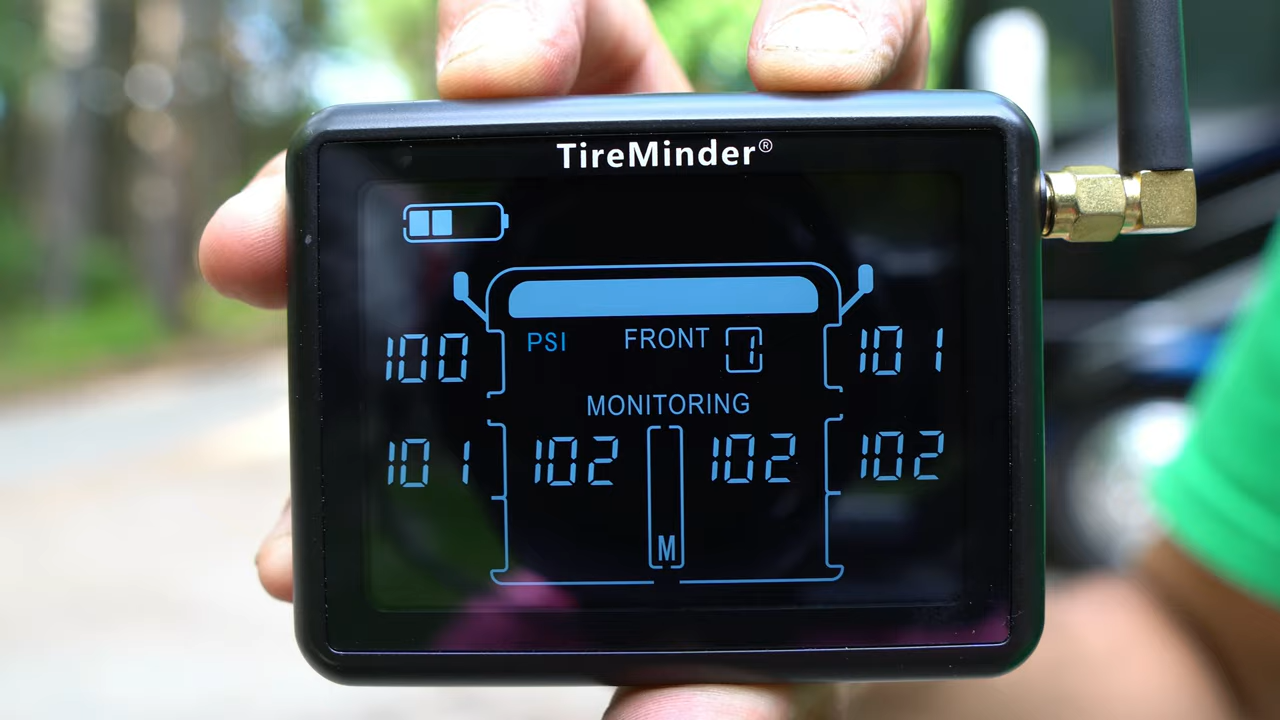 TireMinder®
PSI FRONT 1
100 101
MONITORING
101 102 102 102
M